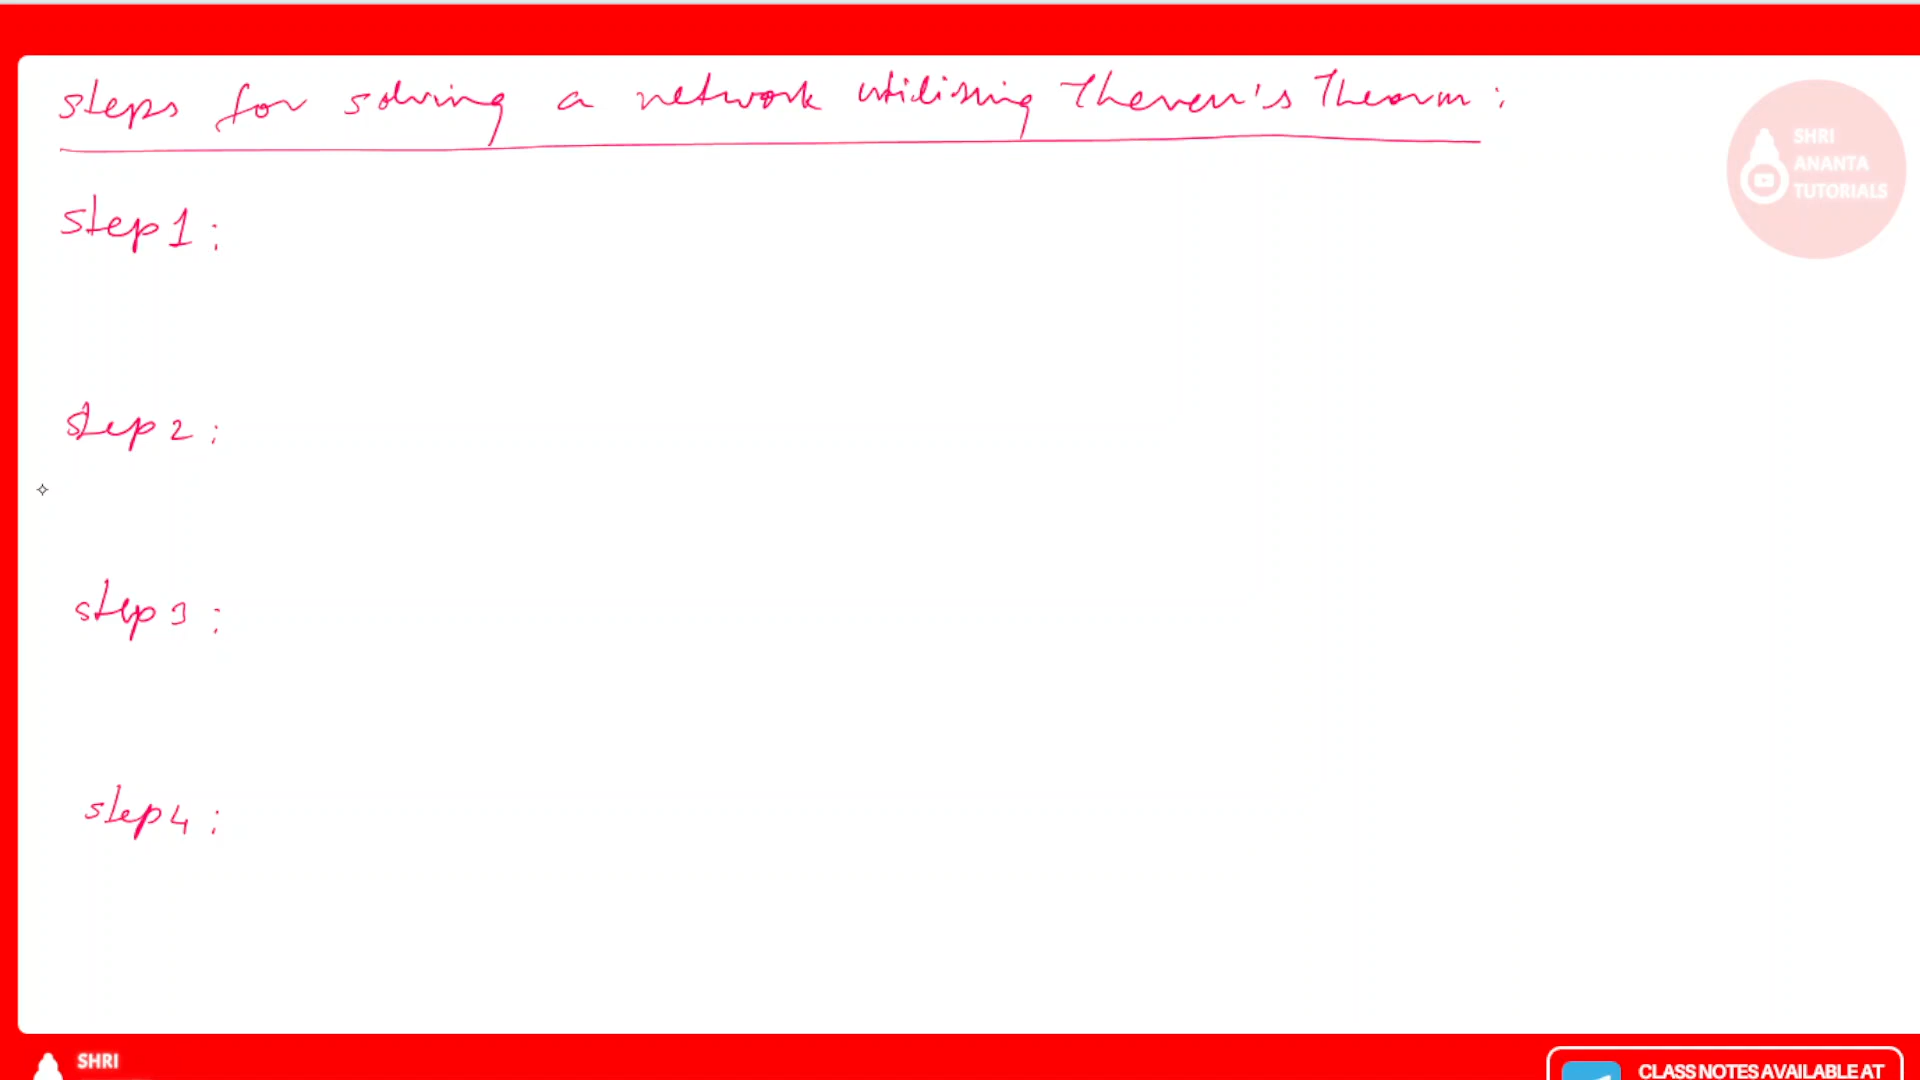 steps for solving a network utilising Theven's Theorm :
SHRI
ANANTA
TUTORIALS
step 1 :
step 2 :
step 3 :
step 4 :
SHRI
CLASS NOTES AVAILABLE AT